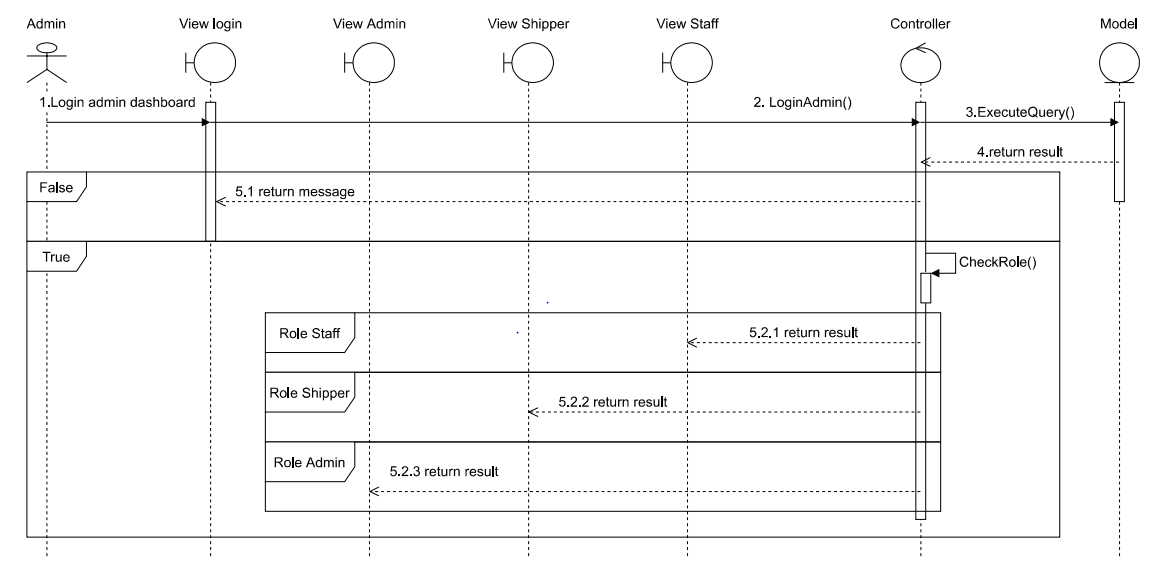 Admin
View login
View Admin
View Shipper
View Staff
Controller
Model
1.Login admin dashboard
2. LoginAdmin()
3.ExecuteQuery()
4.return result
False
5.1 return message
True
CheckRole()
Role Staff
5.2.1 return result
Role Shipper
5.2.2 return result
Role Admin
5.2.3 return result